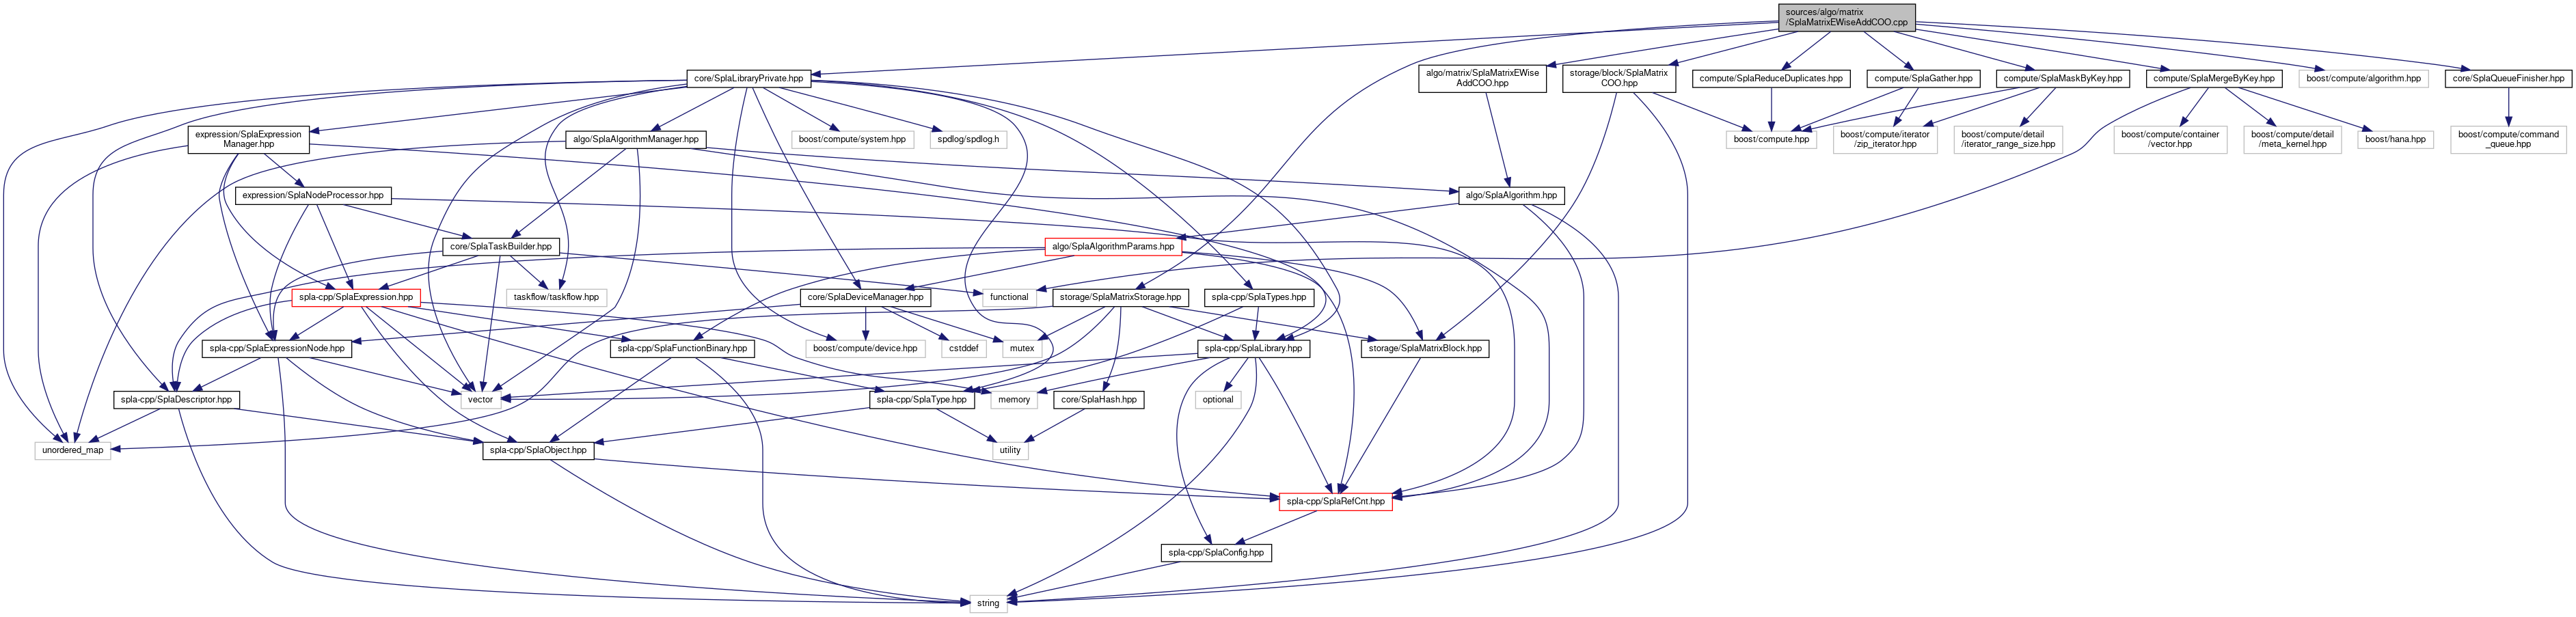 sources/algo/matrix
/SplaMatrixEWiseAddCOO.cpp
core/SplaLibraryPrivate.hpp
algo/matrix/SplaMatrixEWise
AddCOO.hpp
storage/block/SplaMatrix
COO.hpp
compute/SplaReduceDuplicates.hpp
compute/SplaGather.hpp
compute/SplaMaskByKey.hpp
compute/SplaMergeByKey.hpp
boost/compute/algorithm.hpp
core/SplaQueueFinisher.hpp
expression/SplaExpression
Manager.hpp
algo/SplaAlgorithmManager.hpp
boost/compute/system.hpp
spdlog/spdlog.h
boost/compute.hpp
boost/compute/iterator
/zip_iterator.hpp
boost/compute/detail
/iterator_range_size.hpp
boost/compute/container
/vector.hpp
boost/compute/detail
/meta_kernel.hpp
boost/hana.hpp
boost/compute/command
_queue.hpp
expression/SplaNodeProcessor.hpp
algo/SplaAlgorithm.hpp
core/SplaTaskBuilder.hpp
algo/SplaAlgorithmParams.hpp
spla-cpp/SplaExpression.hpp
taskflow/taskflow.hpp
core/SplaDeviceManager.hpp
functional
storage/SplaMatrixStorage.hpp
spla-cpp/SplaTypes.hpp
spla-cpp/SplaExpressionNode.hpp
spla-cpp/SplaFunctionBinary.hpp
boost/compute/device.hpp
cstddef
mutex
spla-cpp/SplaLibrary.hpp
storage/SplaMatrixBlock.hpp
spla-cpp/SplaDescriptor.hpp
vector
spla-cpp/SplaType.hpp
memory
core/SplaHash.hpp
optional
unordered_map
spla-cpp/SplaObject.hpp
utility
spla-cpp/SplaRefCnt.hpp
spla-cpp/SplaConfig.hpp
string